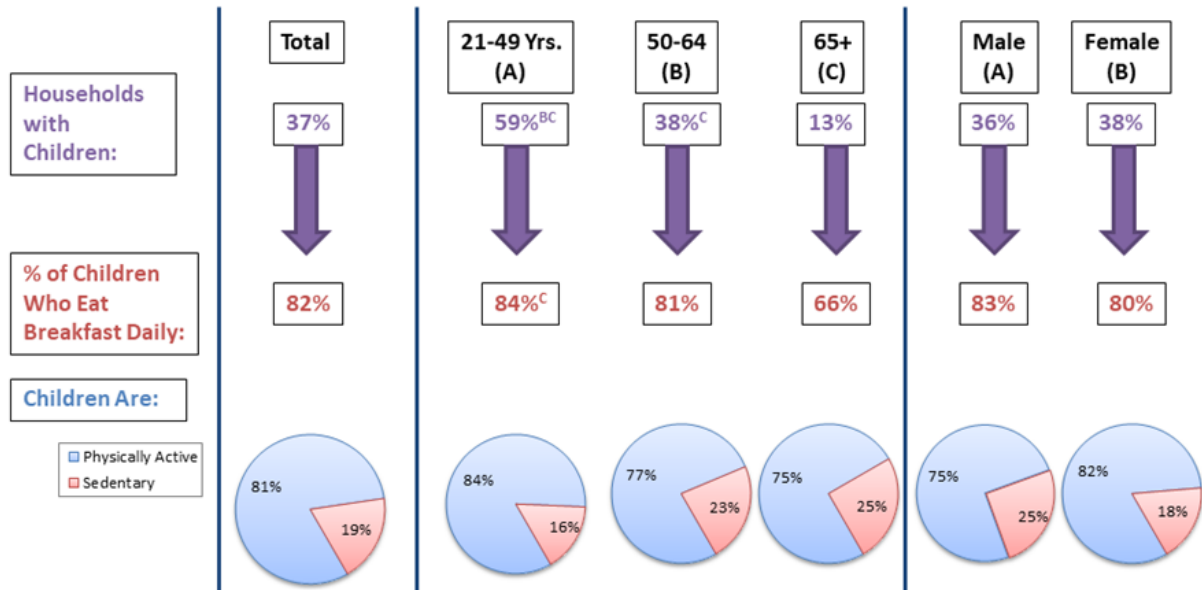 Total
21-49 Yrs.
(A)
50-64
(B)
65+
(C)
Male
(A)
Female
(B)
Households
with
Children:
37%
59%BC
38%C
13%
36%
38%
% of Children
Who Eat
Breakfast Daily:
82%
84%C
81%
66%
83%
80%
Children Are:
Physically Active
Sedentary
81%
19%
84%
16%
77%
23%
75%
25%
75%
25%
82%
18%